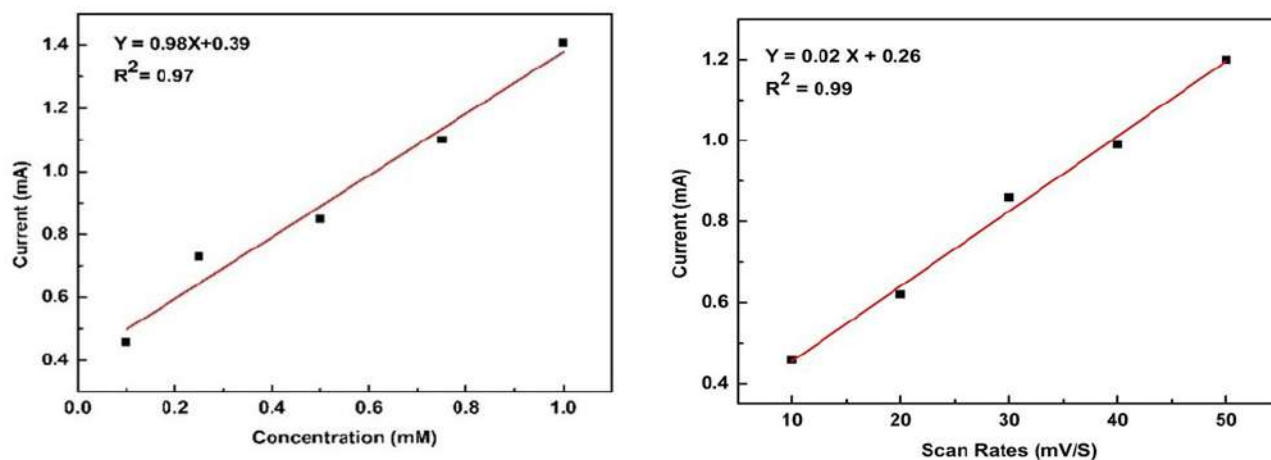 Y = 0.98X+0.39
R2= 0.97
1.4
1.2
1.0
0.8
0.6
0.4
0.0 0.2 0.4 0.6 0.8 1.0
Current (mA)
Concentration (mM)
Y = 0.02 X + 0.26
R2 = 0.99
1.2
1.0
0.8
0.6
0.4
10 20 30 40 50
Current (mA)
Scan Rates (mV/S)